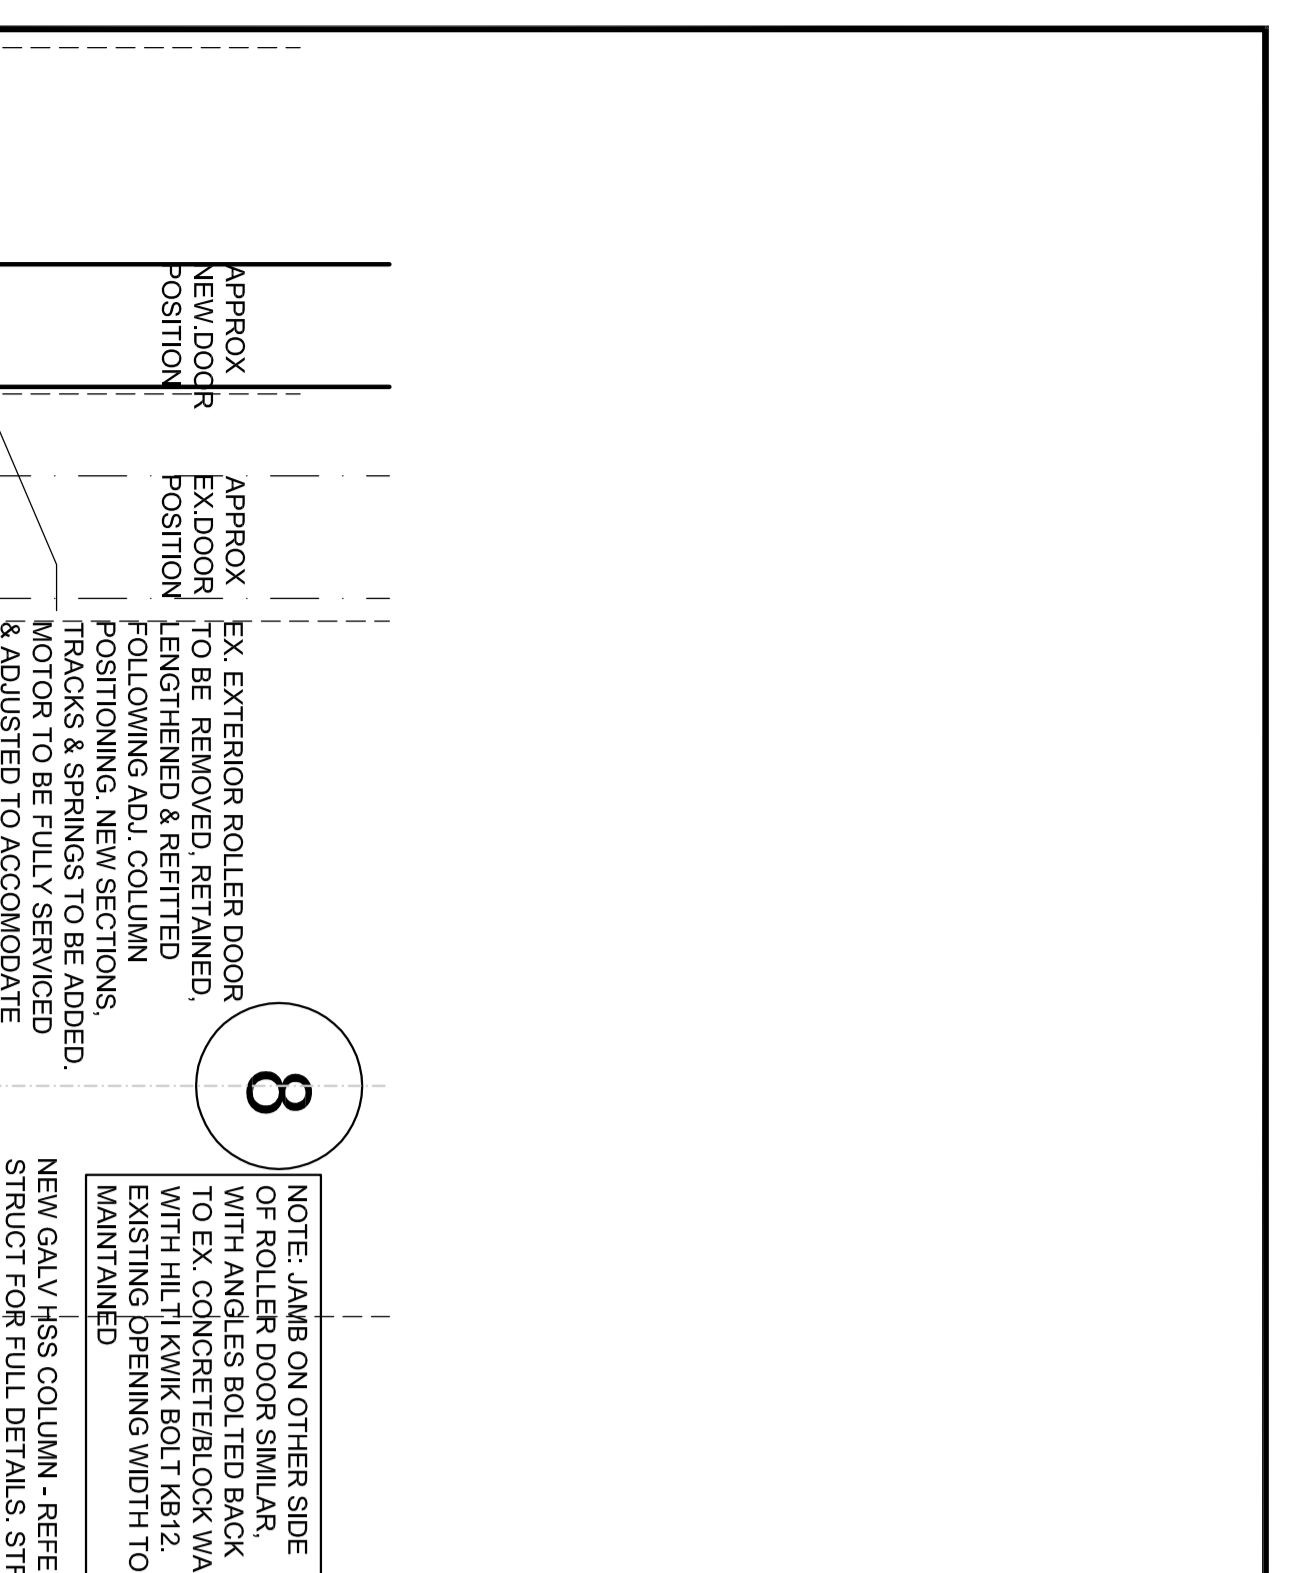 APPROX
NEW.DOOR
POSITION
APPROX
EX.DOOR
POSITION
EX. EXTERIOR ROLLER DOOR
TO BE REMOVED, RETAINED,
LENGTHENED & REFITTED
FOLLOWING ADJ. COLUMN
POSITIONING. NEW SECTIONS,
TRACKS & SPRINGS TO BE ADDED.
MOTOR TO BE FULLY SERVICED
& ADJUSTED TO ACCOMODATE
8
NOTE: JAMB ON OTHER SIDE
OF ROLLER DOOR SIMILAR,
WITH ANGLES BOLTED BACK
TO EX. CONCRETE/BLOCK WA
WITH HILTI KWIK BOLT KB12.
EXISTING OPENING WIDTH TO
MAINTAINED
NEW GALV HSS COLUMN - REFE
STRUCT FOR FULL DETAILS. STR